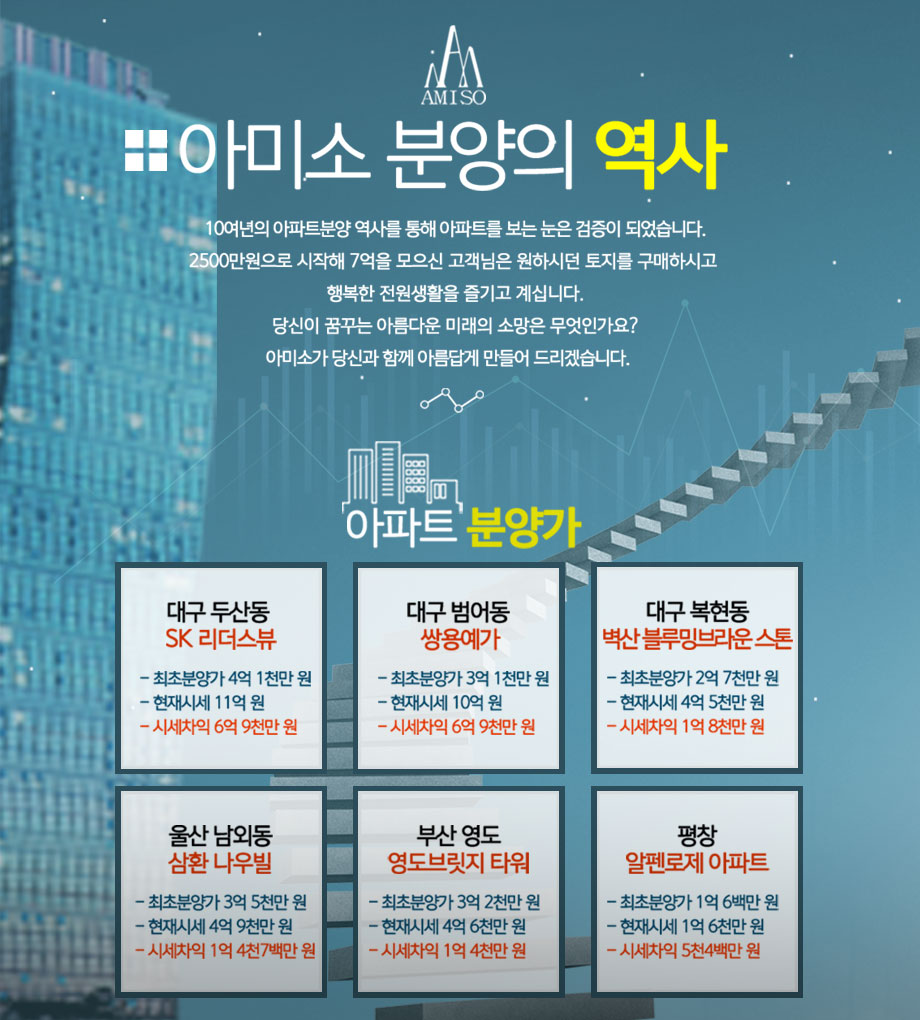 AMISO
아미소 분양의 역사
10여년의 아파트분양 역사를 통해 아파트를 보는 눈은 검증이 되었습니다.
2500만원으로 시작해 7억을 모으신 고객님은 원하시던 토지를 구매하시고
행복한 전원생활을 즐기고 계십니다.
당신이 꿈꾸는 아름다운 미래의 소망은 무엇인가요?
아미소가 당신과 함께 아름답게 만들어 드리겠습니다.
아파트 분양가
대구 두산동
SK 리더스뷰
- 최초분양가 4억 1천만 원
- 현재시세 11억 원
- 시세차익 6억 9천만 원
대구 범어동
쌍용예가
- 최초분양가 3억 1천만 원
- 현재시세 10억 원
- 시세차익 6억 9천만 원
대구 복현동
벽산 블루밍브라운 스톤
- 최초분양가 2억 7천만 원
- 현재시세 4억 5천만 원
- 시세차익 1억 8천만 원
울산 남외동
삼환 나우빌
- 최초분양가 3억 5천만 원
- 현재시세 4억 9천만 원
- 시세차익 1억 4천7백만 원
부산 영도
영도브릿지 타워
- 최초분양가 3억 2천만 원
- 현재시세 4억 6천만 원
- 시세차익 1억 4천만 원
평창
알펜로제 아파트
- 최초분양가 1억 6백만 원
- 현재시세 1억 6천만 원
- 시세차익 5천4백만 원